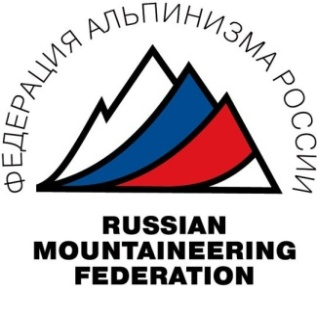 ФЕДЕРАЦИЯ АЛЬПИНИЗМА РОССИИ
RUSSIAN
MOUNTAINEERING
FEDERATION